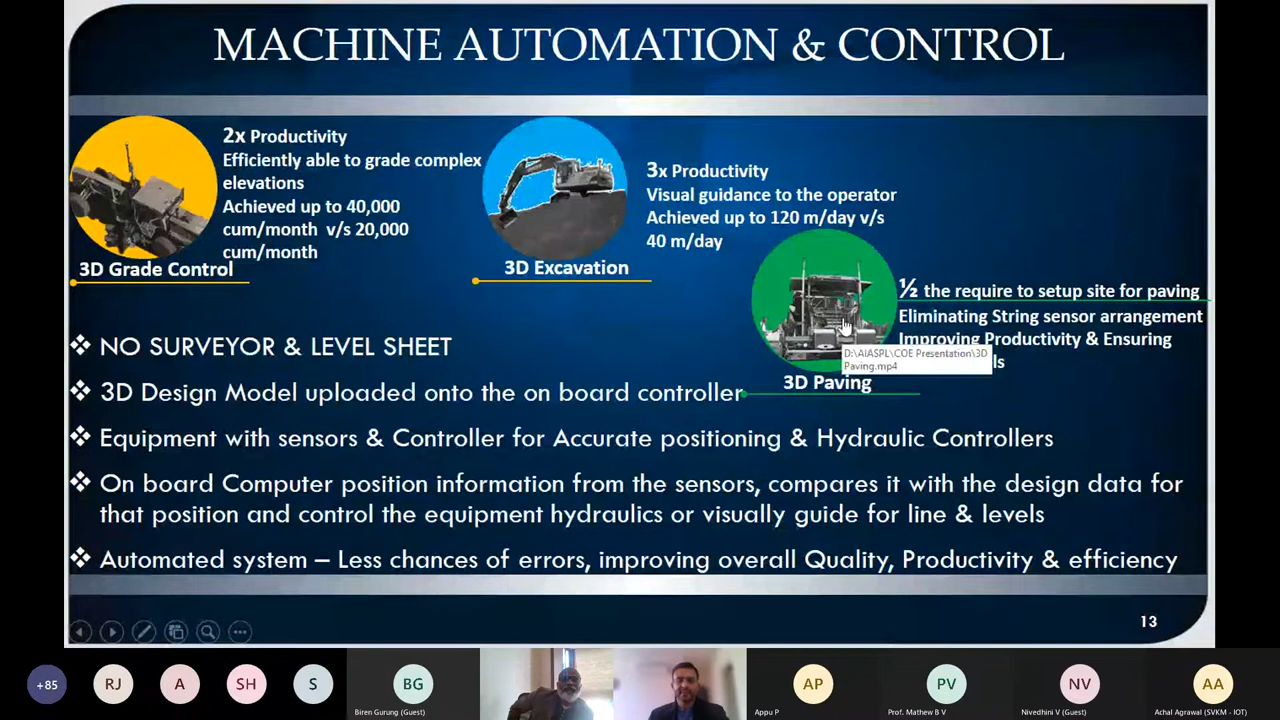 MACHINE AUTOMATION & CONTROL
2x Productivity
Efficiently able to grade complex
elevations
Achieved up to 40,000
cum/month v/s 20,000
cum/month
3D Grade Control
3x Productivity
Visual guidance to the operator
Achieved up to 120 m/day v/s
40 m/day
3D Excavation
½ the require to setup site for paving
Eliminating String sensor arrangement
Improving Productivity & Ensuring
ls
D:\AIASPL\COE Presentation\3D
Paving.mp4
3D Paving
❖ NO SURVEYOR & LEVEL SHEET
❖ 3D Design Model uploaded onto the on board controller
❖ Equipment with sensors & Controller for Accurate positioning & Hydraulic Controllers
❖ On board Computer position information from the sensors, compares it with the design data for
that position and control the equipment hydraulics or visually guide for line & levels
❖ Automated system – Less chances of errors, improving overall Quality, Productivity & efficiency
13
+85
RJ
A
SH
S
BG
Biren Gurung (Guest)
AP
Appu P
PV
Prof. Mathew B V
NV
Nivedhini V (Guest)
AA
Achal Agrawal (SVKM - IOT)